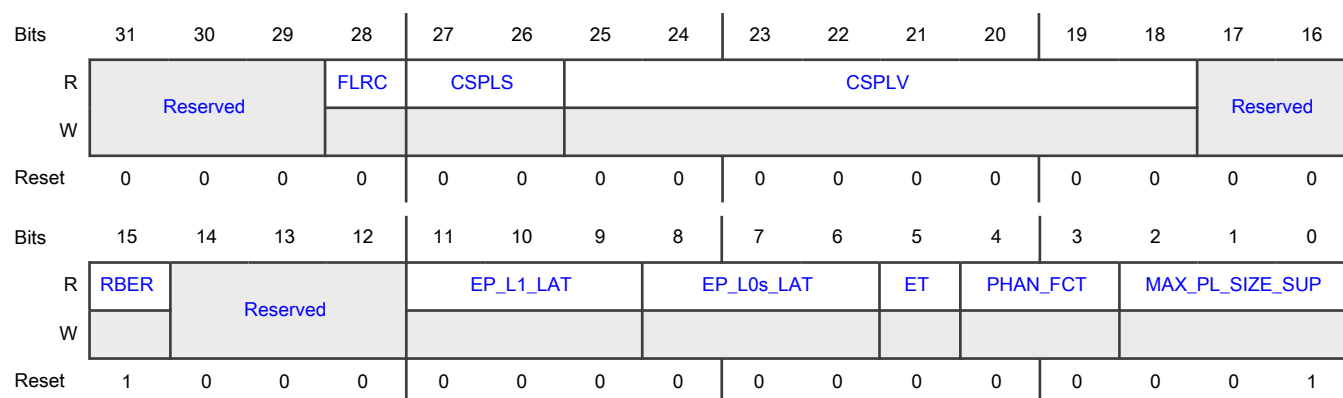 Bits 31 30 29 28 27 26 25 24 23 22 21 20 19 18 17 16
R Reserved FLRC CSPLS CSPLV Reserved
W
Reset 0 0 0 0 0 0 0 0 0 0 0 0 0 0 0 0
Bits 15 14 13 12 11 10 9 8 7 6 5 4 3 2 1 0
R RBER Reserved EP_L1_LAT EP_L0s_LAT ET PHAN_FCT MAX_PL_SIZE_SUP
W
Reset 1 0 0 0 0 0 0 0 0 0 0 0 0 0 0 1